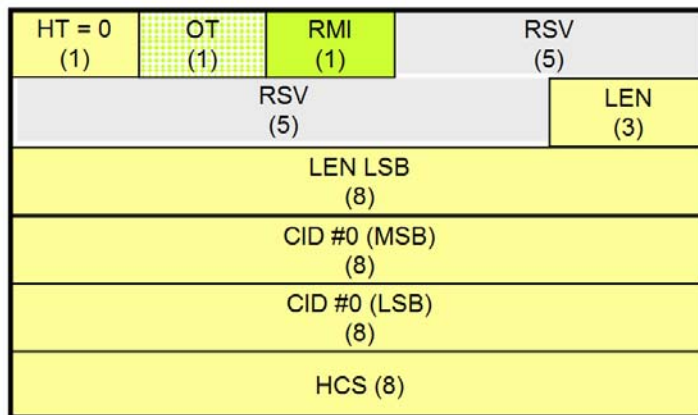 HT = 0 OT RMI RSV
(1) (1) (1) (5)
RSV LEN
(5) (3)
LEN LSB
(8)
CID #0 (MSB)
(8)
CID #0 (LSB)
(8)
HCS (8)